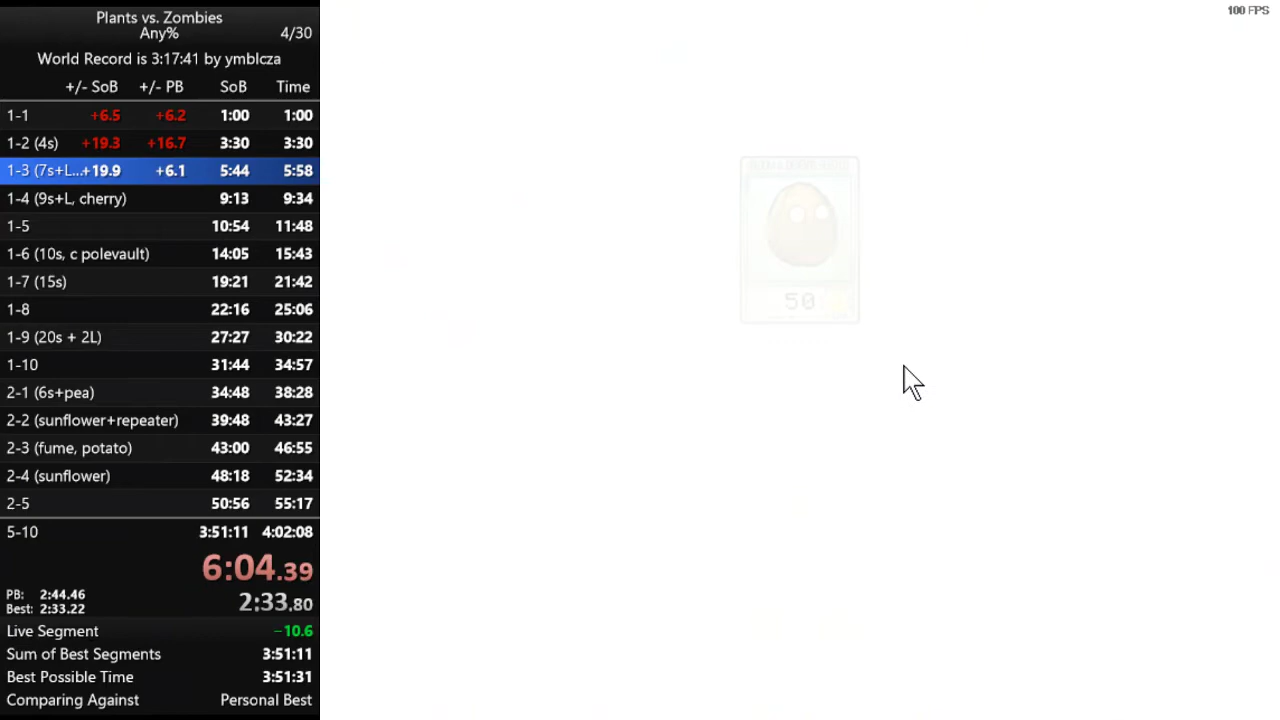 Plants vs. Zombies
Any% 4/30
World Record is 3:17:41 by ymblcza
+/- SoB +/- PB SoB Time
1-1 +6.5 +6.2 1:00 1:00
1-2 (4s) +19.3 +16.7 3:30 3:30
1-3 (7s+L...+19.9 +6.1 5:44 5:58
1-4 (9s+L, cherry) 9:13 9:34
1-5 10:54 11:48
1-6 (10s, c polevault) 14:05 15:43
1-7 (15s) 19:21 21:42
1-8 22:16 25:06
1-9 (20s + 2L) 27:27 30:22
1-10 31:44 34:57
2-1 (6s+pea) 34:48 38:28
2-2 (sunflower+repeater) 39:48 43:27
2-3 (fume, potato) 43:00 46:55
2-4 (sunflower) 48:18 52:34
2-5 50:56 55:17
5-10 3:51:11 4:02:08
6:04.39
PB: 2:44.46
Best: 2:33.22
2:33.80
Live Segment -10.6
Sum of Best Segments 3:51:11
Best Possible Time 3:51:31
Comparing Against Personal Best
100 FPS
50